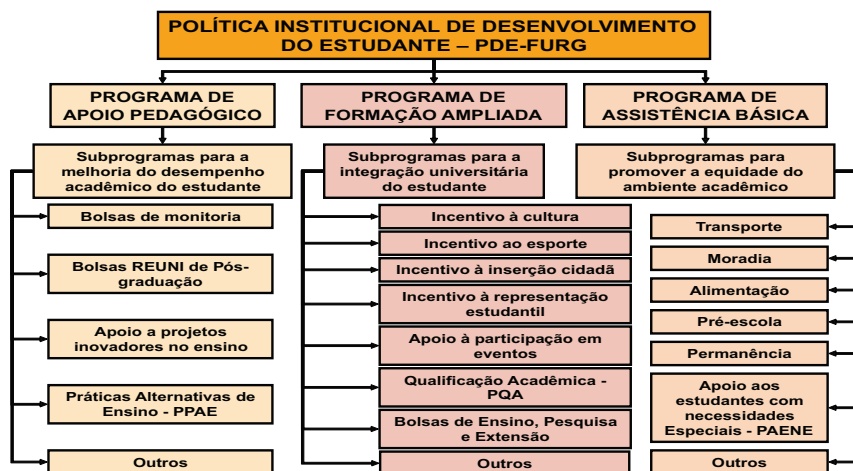 POLÍTICA INSTITUCIONAL DE DESENVOLVIMENTO
DO ESTUDANTE – PDE-FURG
PROGRAMA DE
APOIO PEDAGÓGICO
Subprogramas para a
melhoria do desempenho
acadêmico do estudante
Bolsas de monitoria
Bolsas REUNI de Pós-
graduação
Apoio a projetos
inovadores no ensino
Práticas Alternativas de
Ensino - PPAE
Outros
PROGRAMA DE
FORMAÇÃO AMPLIADA
Subprogramas para a
integração universitária
do estudante
Incentivo à cultura
Incentivo ao esporte
Incentivo à inserção cidadã
Incentivo à representação
estudantil
Apoio à participação em
eventos
Qualificação Acadêmica -
PQA
Bolsas de Ensino, Pesquisa
e Extensão
Outros
PROGRAMA DE
ASSISTÊNCIA BÁSICA
Subprogramas para
promover a equidade do
ambiente acadêmico
Transporte
Moradia
Alimentação
Pré-escola
Permanência
Apoio aos
estudantes com
necessidades
Especiais - PAENE
Outros